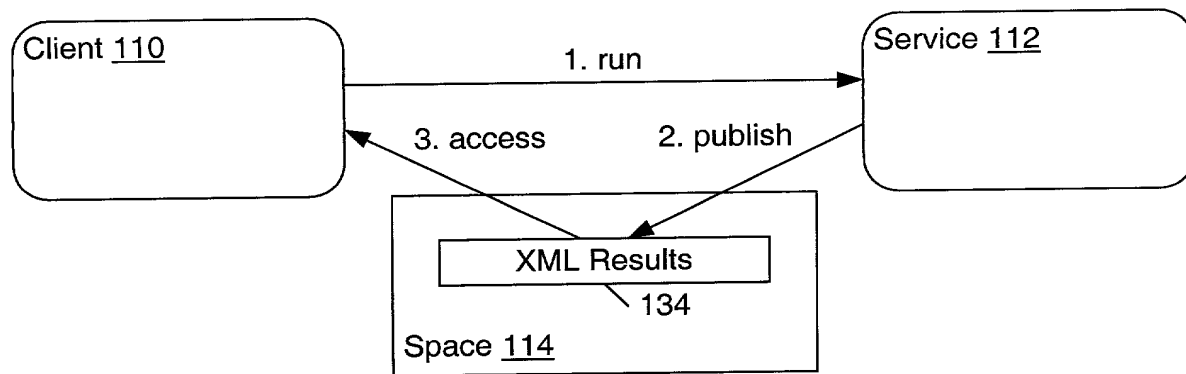 Client 110
Service 112
1. run
3. access
2. publish
XML Results
134
Space 114